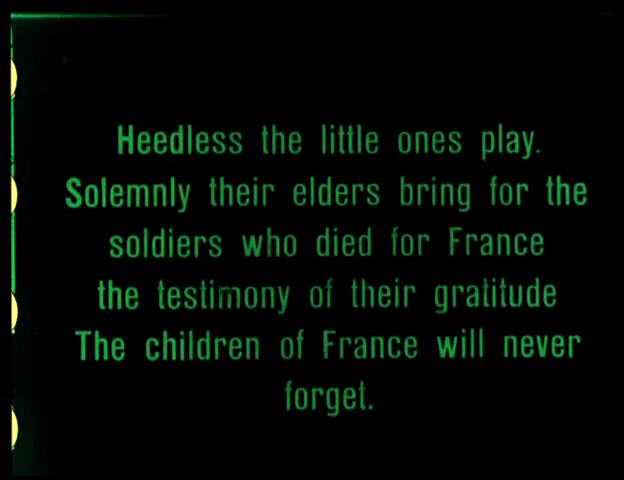 Heedless the little ones play.
Solemnly their elders bring for the
soldiers who died for France
the testimony of their gratitude
The children of France will never
forget.